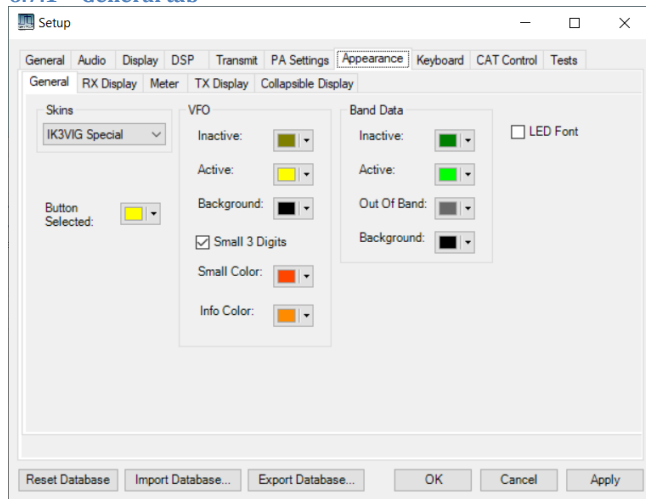 Setup
General Audio Display DSP Transmit PA Settings Appearance Keyboard CAT Control Tests
General RX Display Meter TX Display Collapsible Display
Skins VFO Band Data
IK3VIG Special Inactive: Inactive: LED Font
Active: Active:
Button Selected: Background: Out Of Band:
Small 3 Digits Background:
Small Color:
Info Color:
Reset Database Import Database... Export Database... OK Cancel Apply